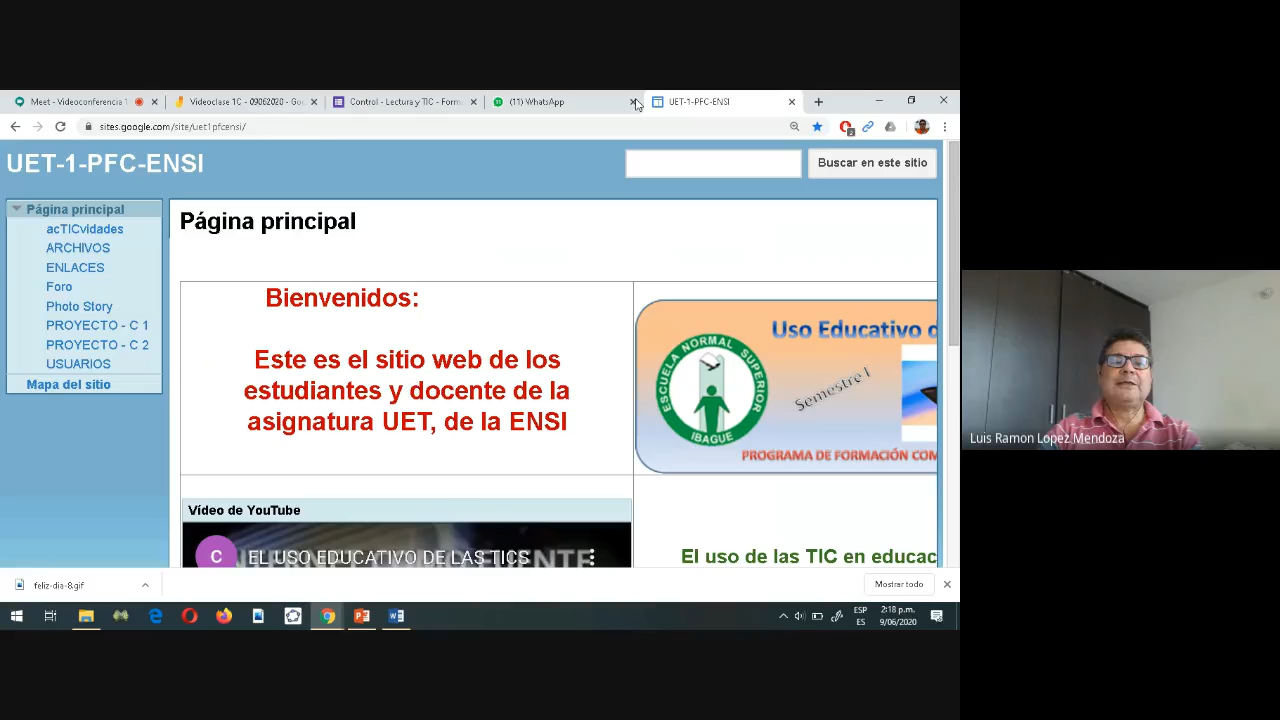 Meet - Videoconferencia 1
Videoclase 1C - 09062020 - Go
Control - Lectura y TIC - Form
(11) WhatsApp
UET-1-PFC-ENSI
sites.google.com/site/uet1pfcensi/
UET-1-PFC-ENSI
Buscar en este sitio
Página principal
acTICvidades
ARCHIVOS
ENLACES
Foro
Photo Story
PROYECTO - C 1
PROYECTO - C 2
USUARIOS
Mapa del sitio
Página principal
Bienvenidos:
Este es el sitio web de los
estudiantes y docente de la
asignatura UET, de la ENSI
Uso Educativo d
ESCUELA NORMAL SUPERIOR
IBAGUE
Semestre I
PROGRAMA DE FORMACIÓN COM
Vídeo de YouTube
C
EL USO EDUCATIVO DE LAS TICS
El uso de las TIC en educac
Luis Ramon Lopez Mendoza
feliz-dia-8.gif
Mostrar todo
ESP
ES
2:18 p.m.
9/06/2020